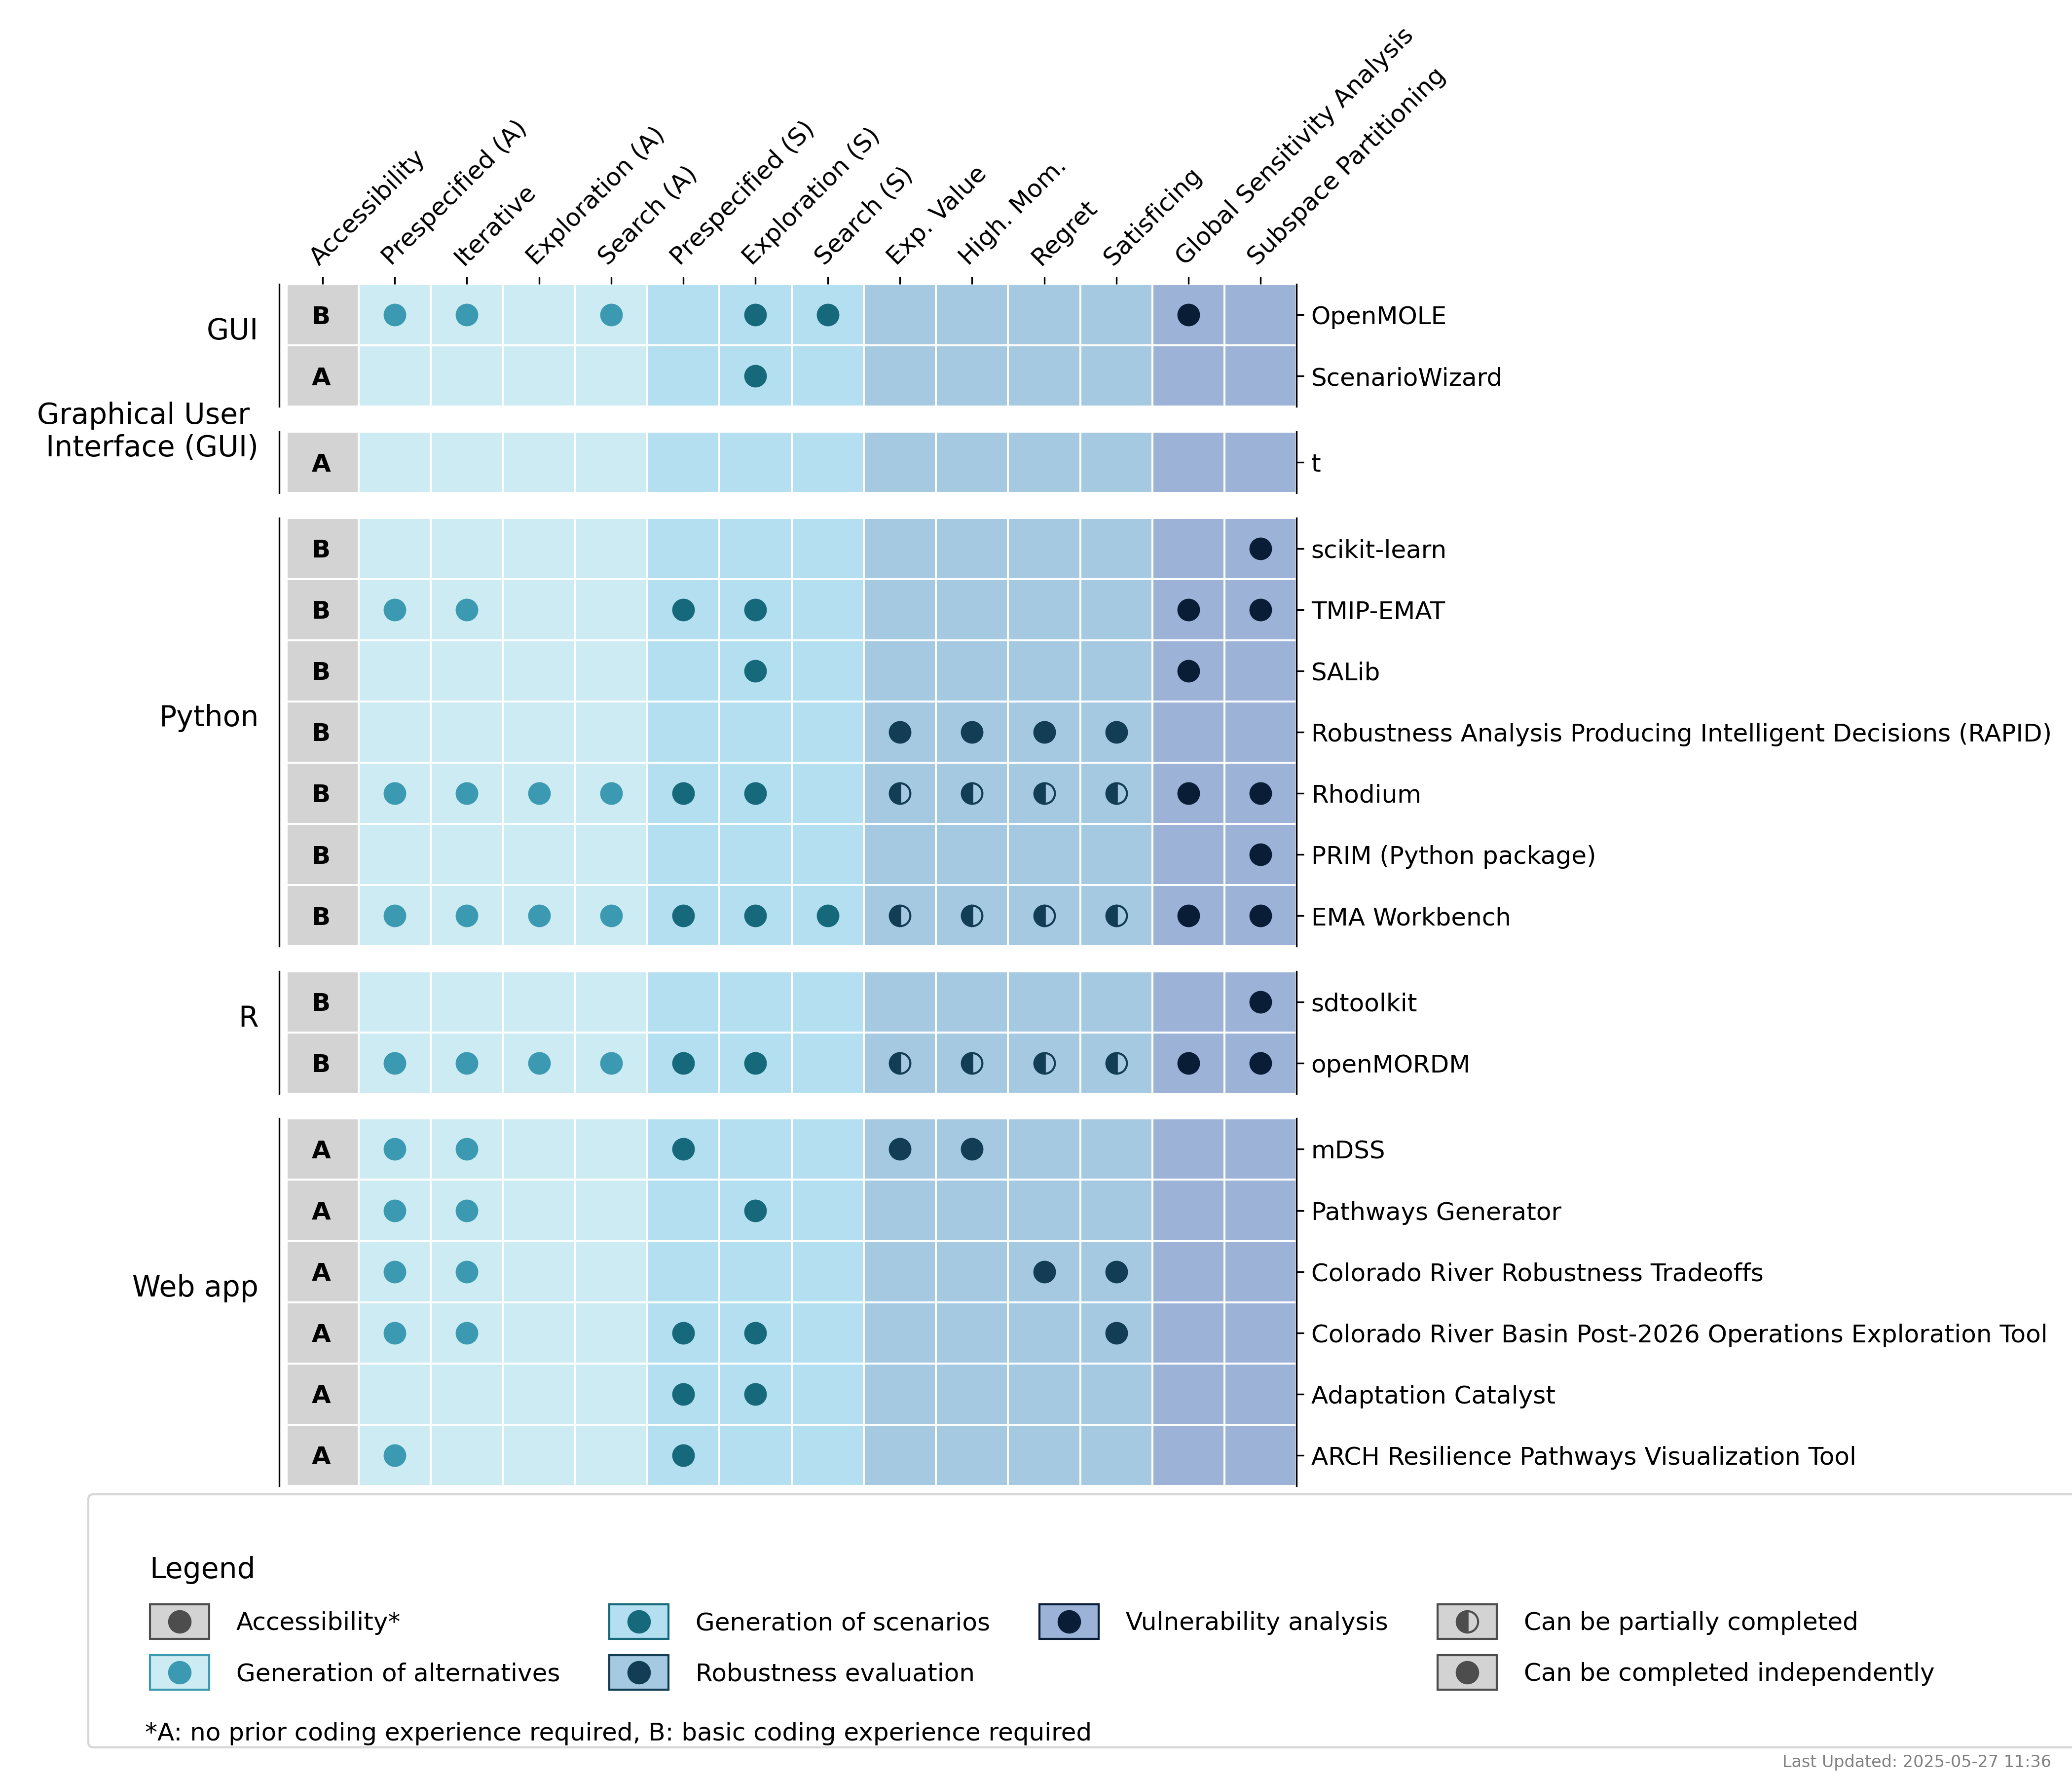 Accessibility
Prespecified (A)
Iterative
Exploration (A)
Search (A)
Prespecified (S)
Exploration (S)
Search (S)
Exp. Value
High. Mom.
Regret
Satisficing
Global Sensitivity Analysis
Subspace Partitioning
GUI
B OpenMOLE
A ScenarioWizard
Graphical User
Interface (GUI)
A t
Python
B scikit-learn
B TMIP-EMAT
B SALib
B Robustness Analysis Producing Intelligent Decisions (RAPID)
B Rhodium
B PRIM (Python package)
B EMA Workbench
R
B sdtoolkit
B openMORDM
Web app
A mDSS
A Pathways Generator
A Colorado River Robustness Tradeoffs
A Colorado River Basin Post-2026 Operations Exploration Tool
A Adaptation Catalyst
A ARCH Resilience Pathways Visualization Tool
Legend
Accessibility*
Generation of alternatives
Generation of scenarios
Robustness evaluation
Vulnerability analysis
Can be partially completed
Can be completed independently
*A: no prior coding experience required, B: basic coding experience required
Last Updated: 2025-05-27 11:36